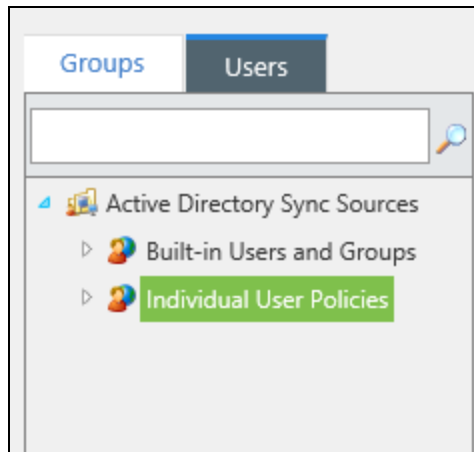 Groups
Users
Active Directory Sync Sources
Built-in Users and Groups
Individual User Policies